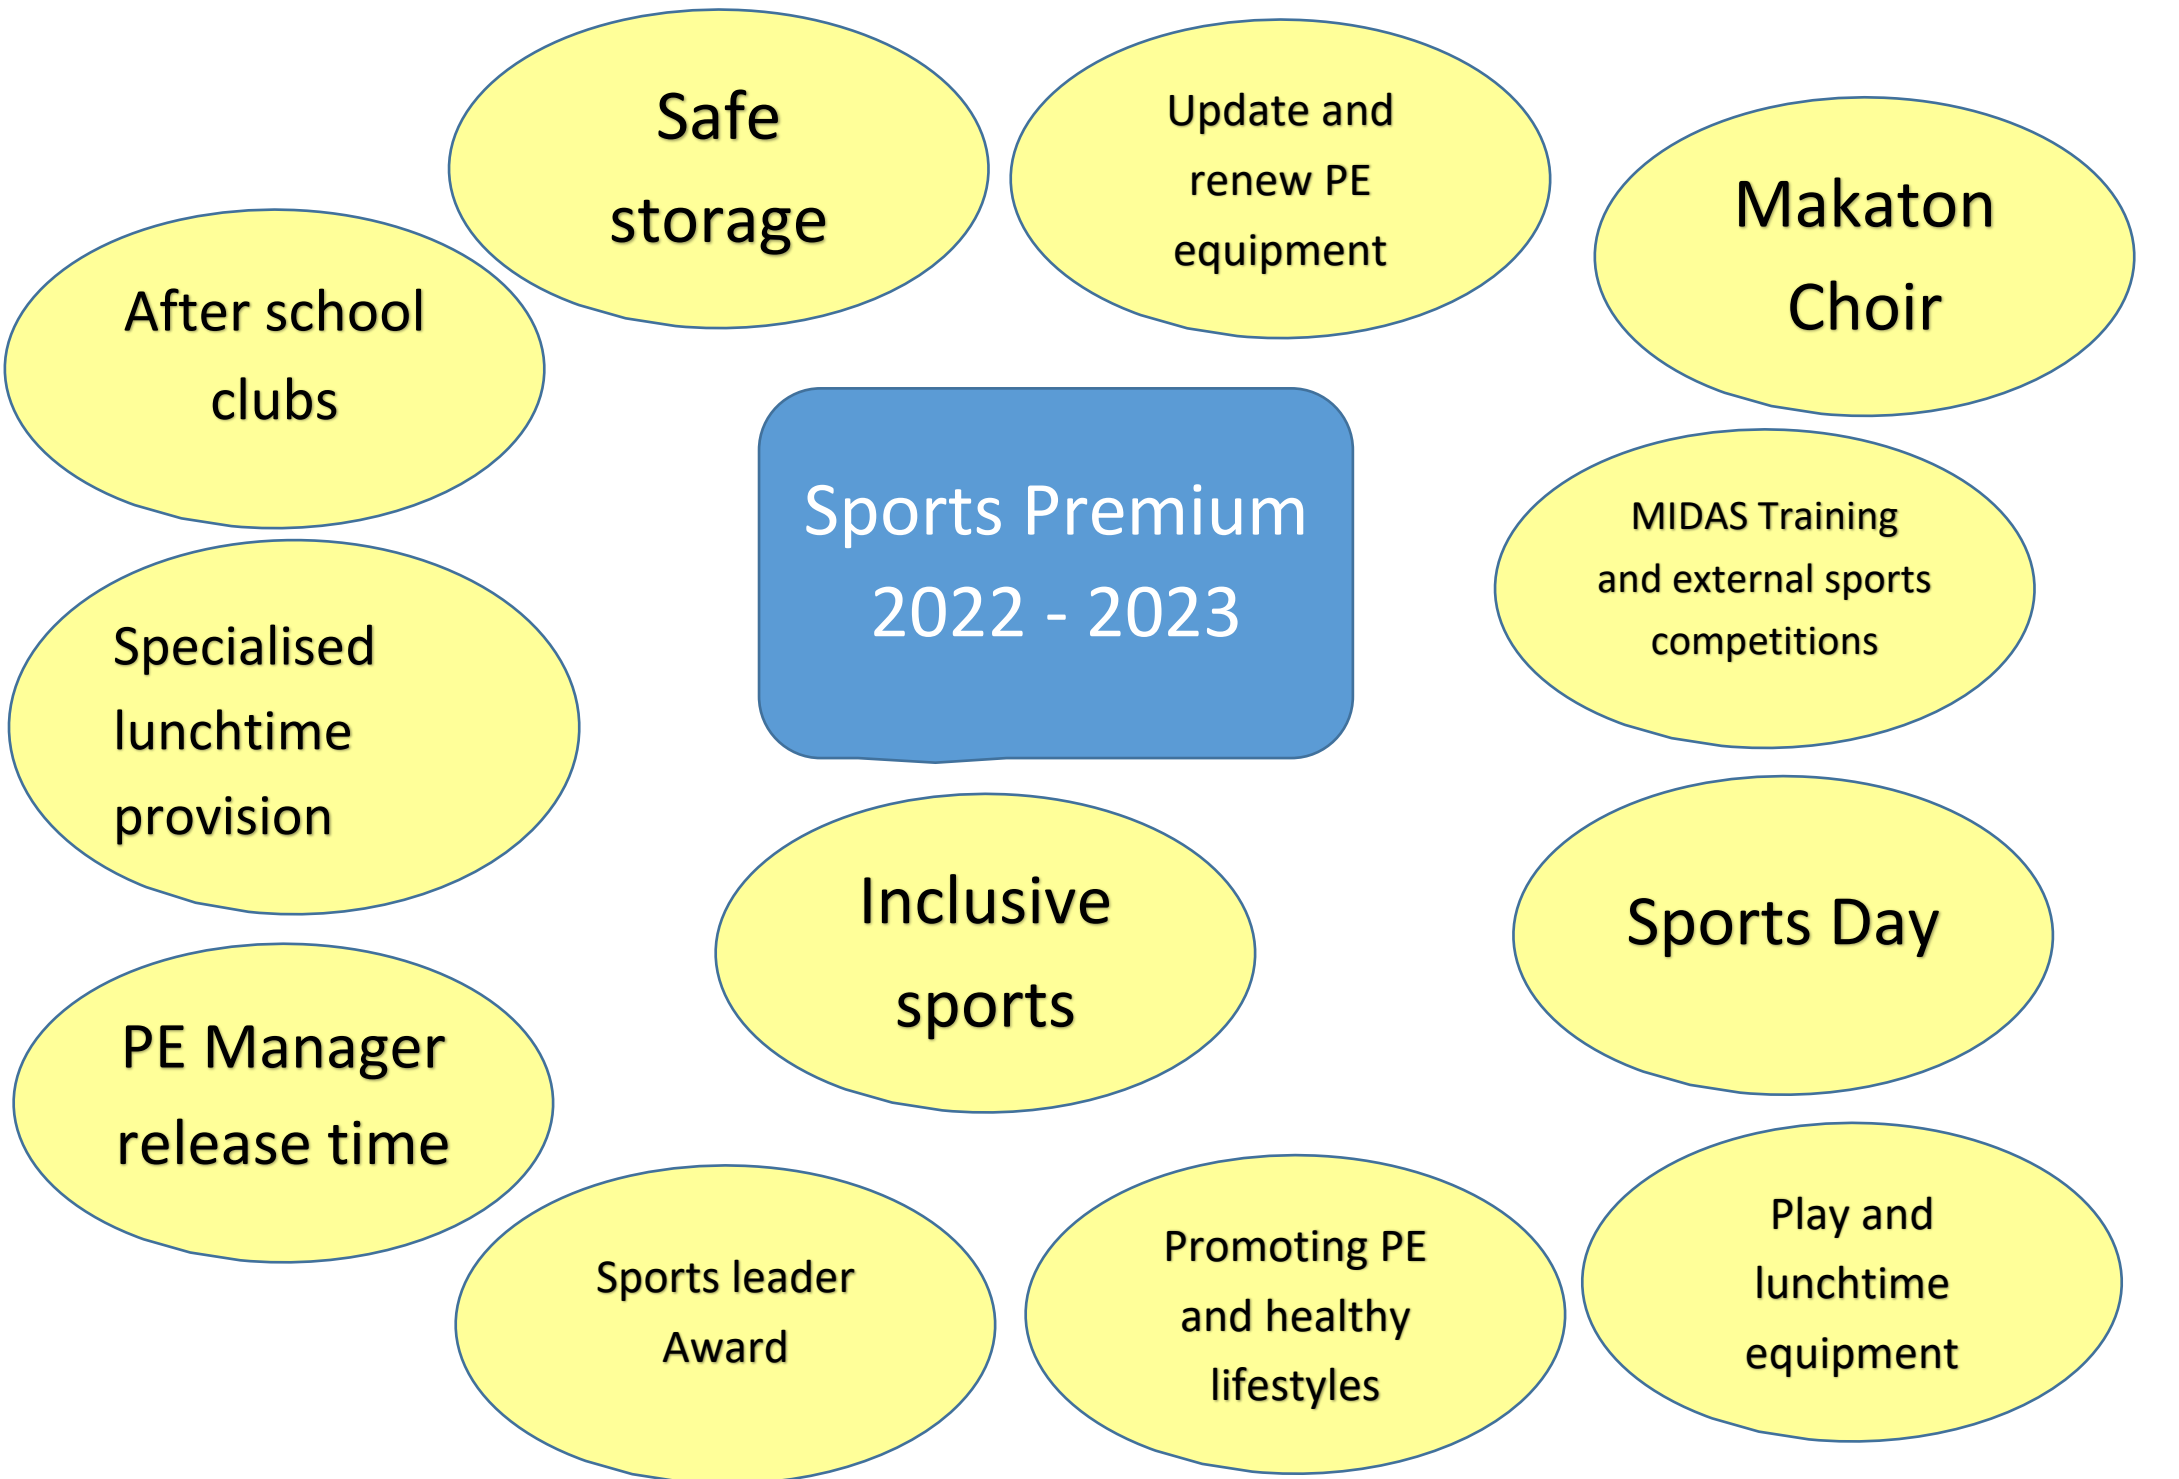 Safe
storage
Update and
renew PE
equipment
Makaton
Choir
After school
clubs
Sports Premium
2022 - 2023
MIDAS Training
and external sports
competitions
Specialised
lunchtime
provision
Inclusive
sports
Sports Day
PE Manager
release time
Sports leader
Award
Promoting PE
and healthy
lifestyles
Play and
lunchtime
equipment